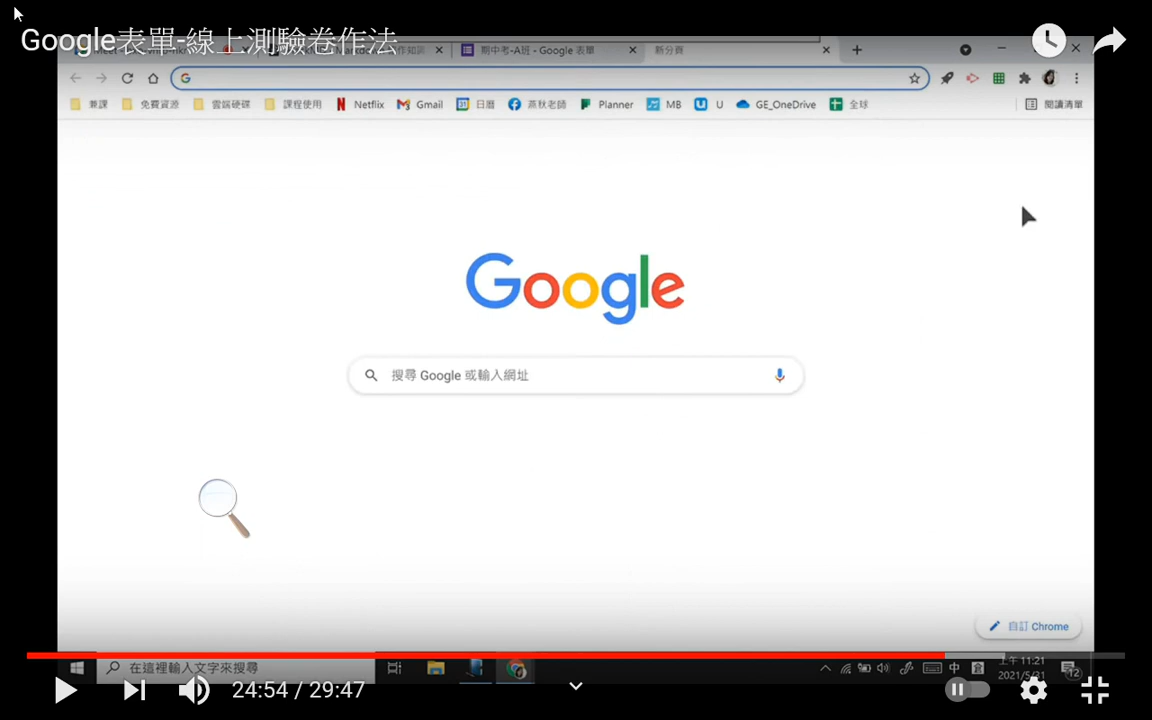 Google表單-線上測驗卷作法
期中考-A班 - Google 表單
新分頁
兼課 免費資源 雲端硬碟 課程使用 Netflix Gmail 日曆 燕秋老師 Planner MB U GE_OneDrive 全球 閱讀清單
Google
搜尋 Google 或輸入網址
自訂 Chrome
在這裡輸入文字來搜尋
中
上午 11:21
2021/5/31
12
24:54 / 29:47